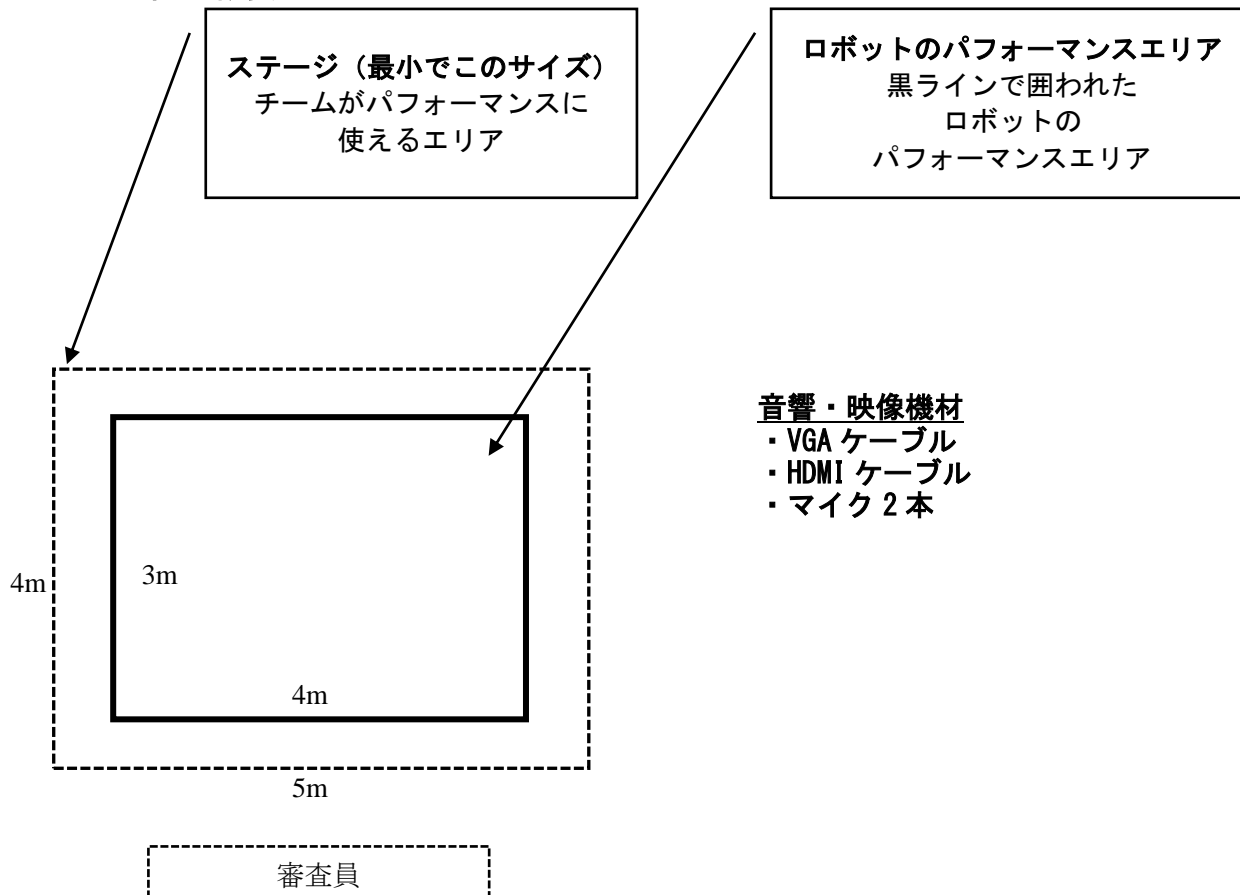 ステージ（最小でこのサイズ）
チームがパフォーマンスに
使えるエリア
ロボットのパフォーマンスエリア
黒ラインで囲われた
ロボットの
パフォーマンスエリア
音響・映像機材
・VGA ケーブル
・HDMI ケーブル
・マイク 2 本
4m
3m
4m
5m
審査員